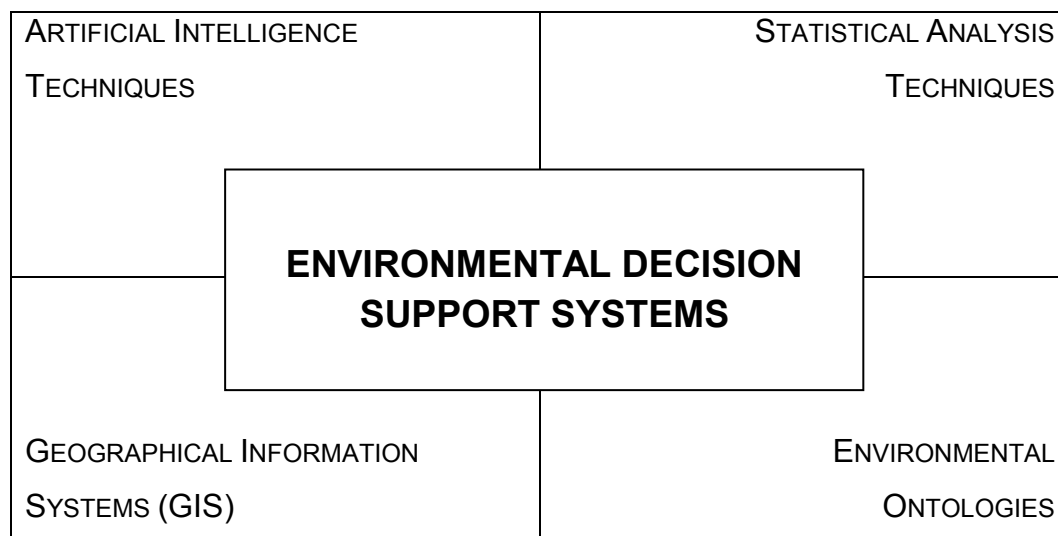 ARTIFICIAL INTELLIGENCE
TECHNIQUES
STATISTICAL ANALYSIS
TECHNIQUES
ENVIRONMENTAL DECISION
SUPPORT SYSTEMS
GEOGRAPHICAL INFORMATION
SYSTEMS (GIS)
ENVIRONMENTAL
ONTOLOGIES